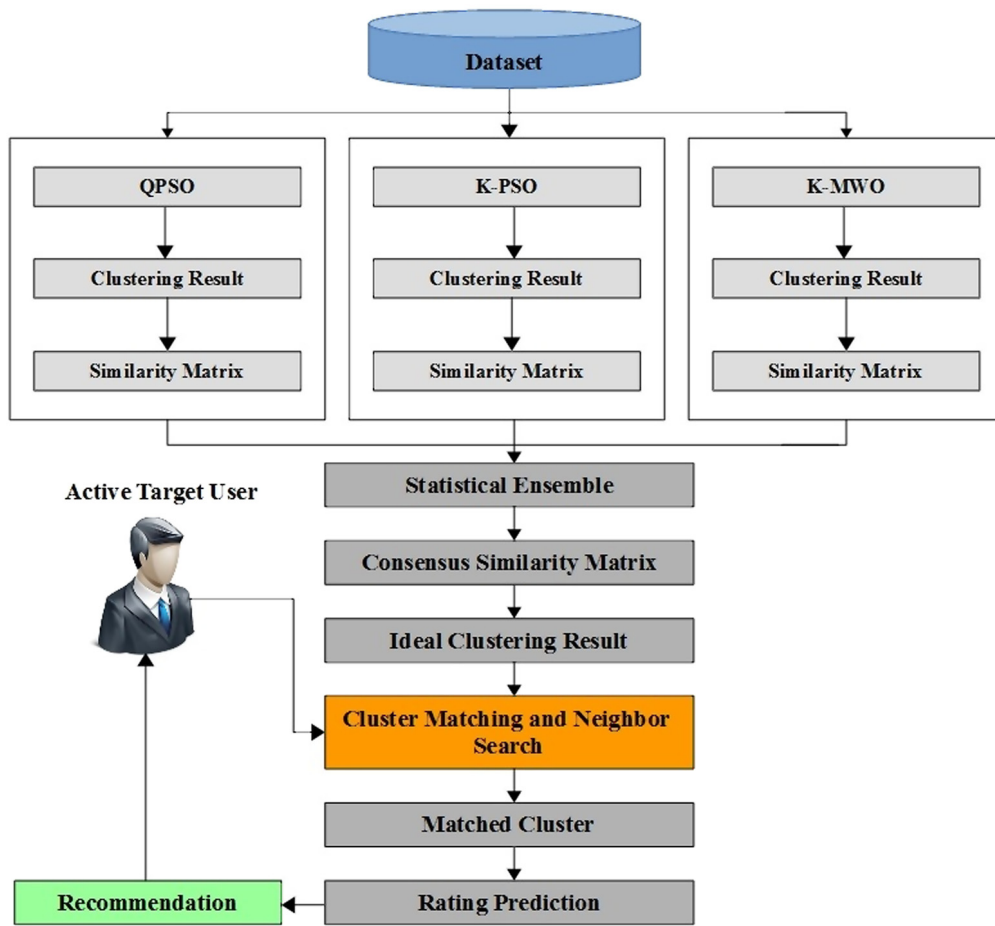 Dataset
QPSO
K-PSO
K-MWO
Clustering Result
Clustering Result
Clustering Result
Similarity Matrix
Similarity Matrix
Similarity Matrix
Statistical Ensemble
Active Target User
Consensus Similarity Matrix
Ideal Clustering Result
Cluster Matching and Neighbor
Search
Matched Cluster
Recommendation
Rating Prediction